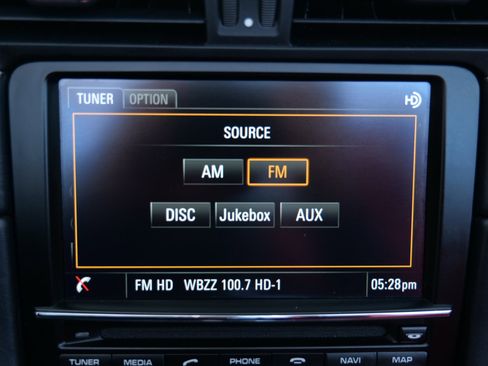 TUNER OPTION HD
SOURCE
AM FM
DISC Jukebox AUX
FM HD WBZZ 100.7 HD-1 05:28pm
TUNER MEDIA PHONE NAVI MAP